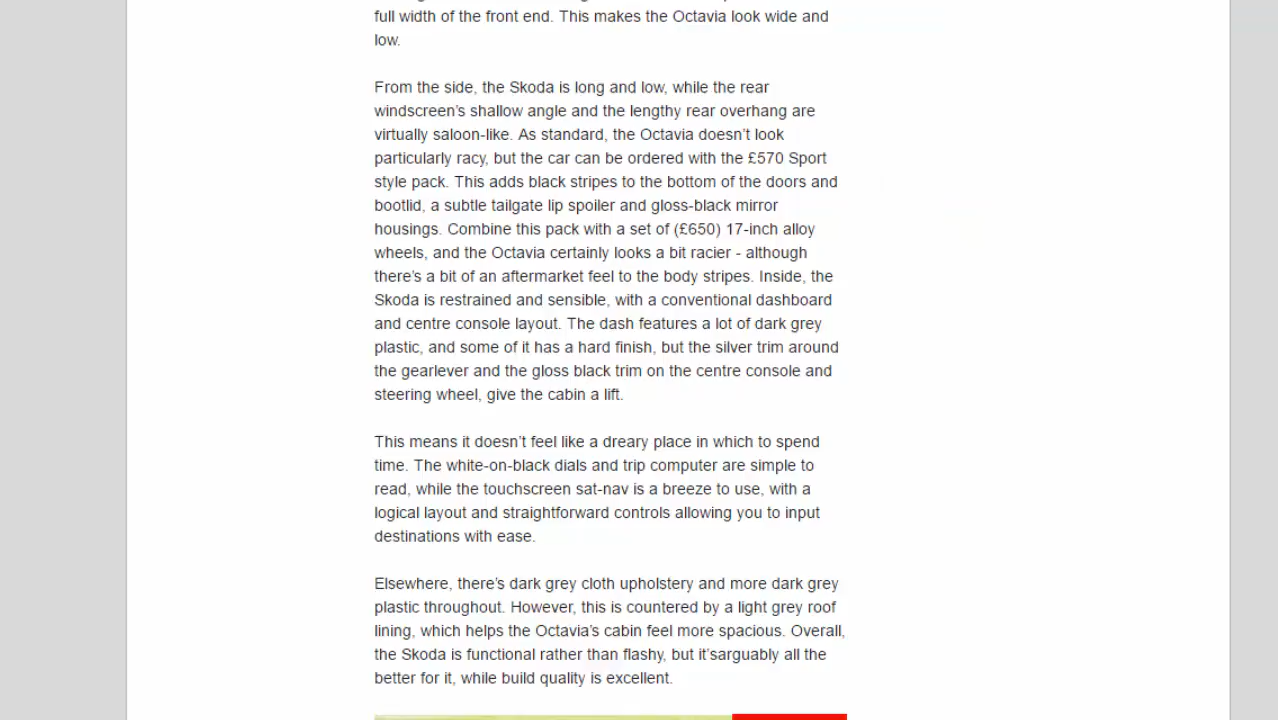 full width of the front end. This makes the Octavia look wide and
low.
From the side, the Skoda is long and low, while the rear
windscreen’s shallow angle and the lengthy rear overhang are
virtually saloon-like. As standard, the Octavia doesn’t look
particularly racy, but the car can be ordered with the £570 Sport
style pack. This adds black stripes to the bottom of the doors and
bootlid, a subtle tailgate lip spoiler and gloss-black mirror
housings. Combine this pack with a set of (£650) 17-inch alloy
wheels, and the Octavia certainly looks a bit racier - although
there’s a bit of an aftermarket feel to the body stripes. Inside, the
Skoda is restrained and sensible, with a conventional dashboard
and centre console layout. The dash features a lot of dark grey
plastic, and some of it has a hard finish, but the silver trim around
the gearlever and the gloss black trim on the centre console and
steering wheel, give the cabin a lift.
This means it doesn’t feel like a dreary place in which to spend
time. The white-on-black dials and trip computer are simple to
read, while the touchscreen sat-nav is a breeze to use, with a
logical layout and straightforward controls allowing you to input
destinations with ease.
Elsewhere, there’s dark grey cloth upholstery and more dark grey
plastic throughout. However, this is countered by a light grey roof
lining, which helps the Octavia’s cabin feel more spacious. Overall,
the Skoda is functional rather than flashy, but it’sarguably all the
better for it, while build quality is excellent.